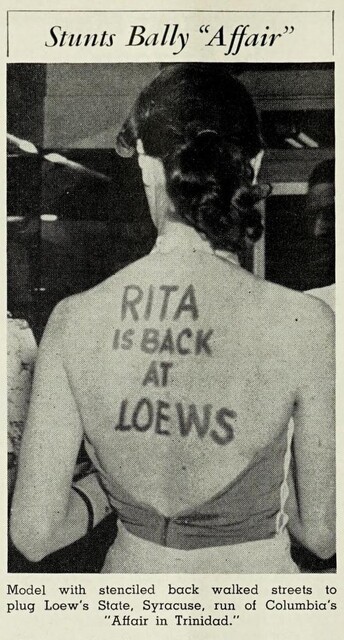 Stunts Bally "Affair"
RITA
IS BACK
AT
LOEWS
Model with stenciled back walked streets to
plug Loew's State, Syracuse, run of Columbia's
"Affair in Trinidad."